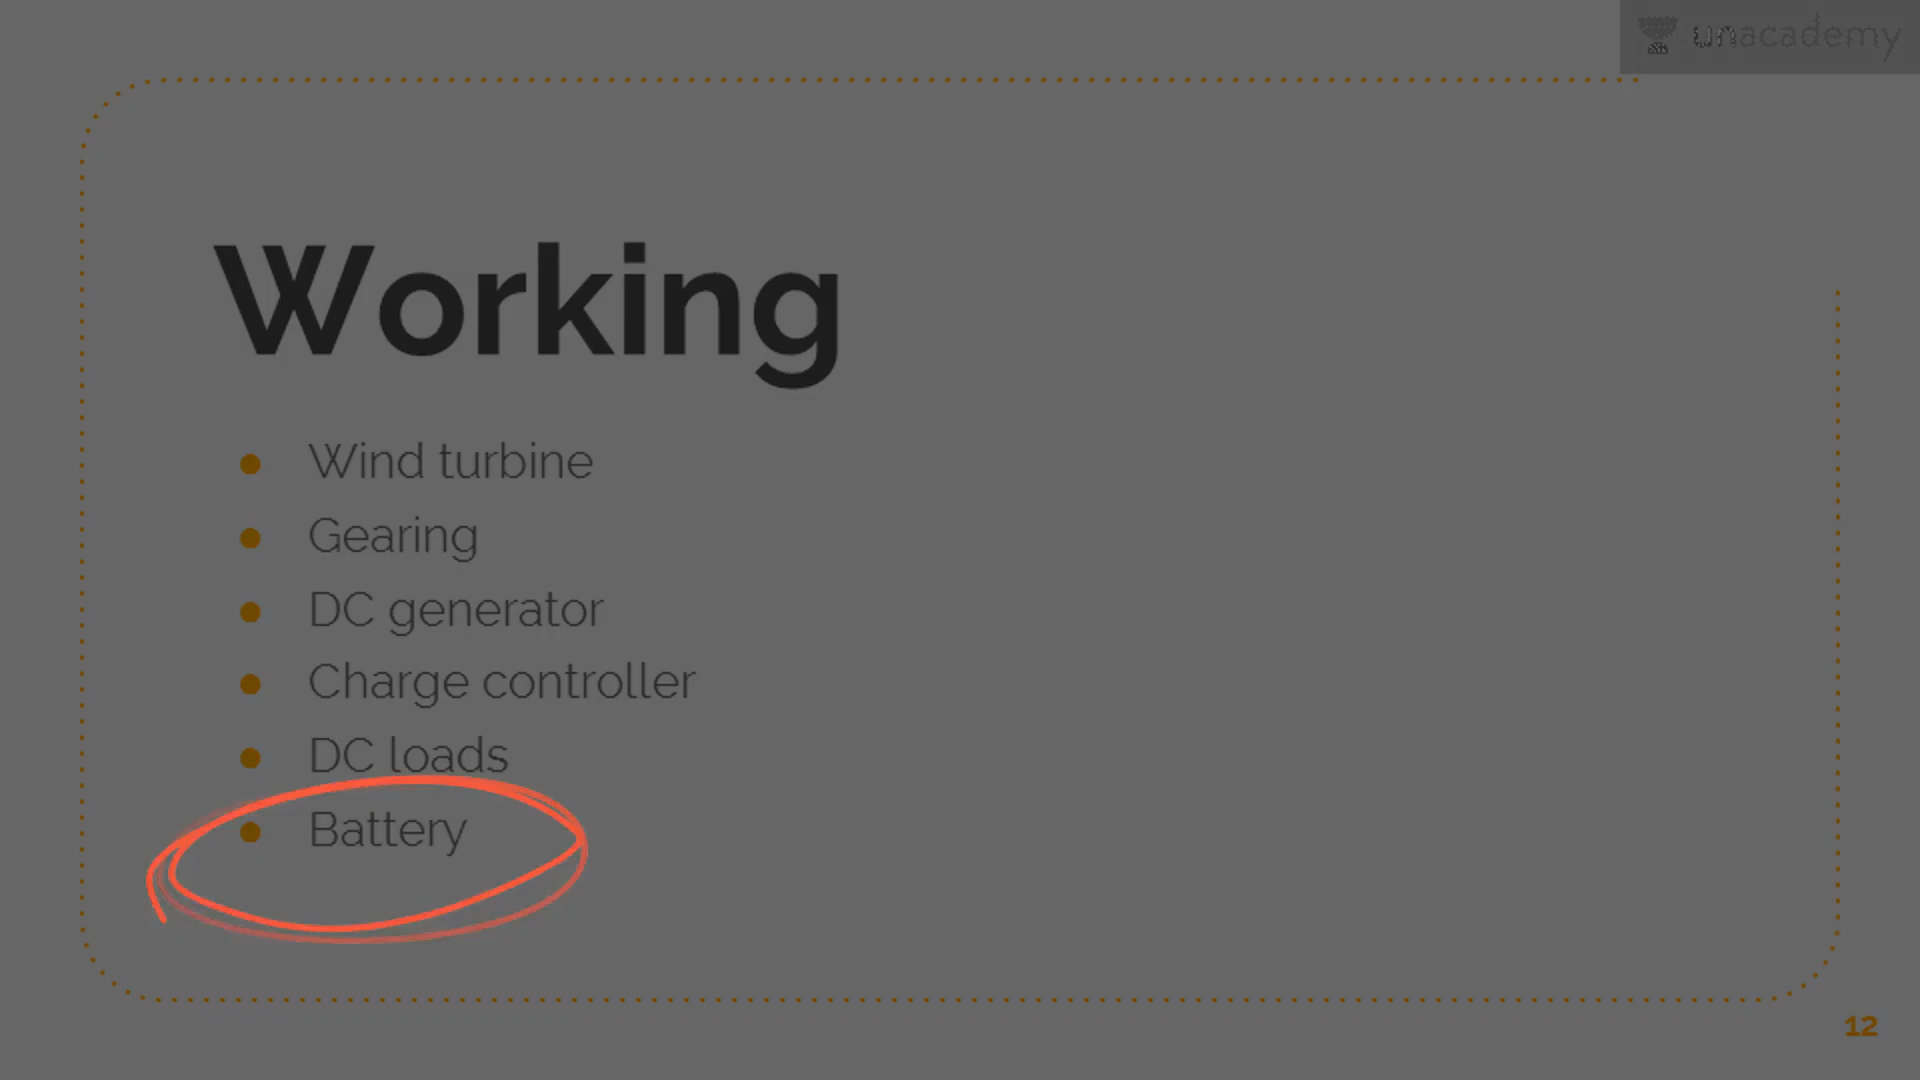 unacademy
Working
Wind turbine
Gearing
DC generator
Charge controller
DC loads
Battery
12